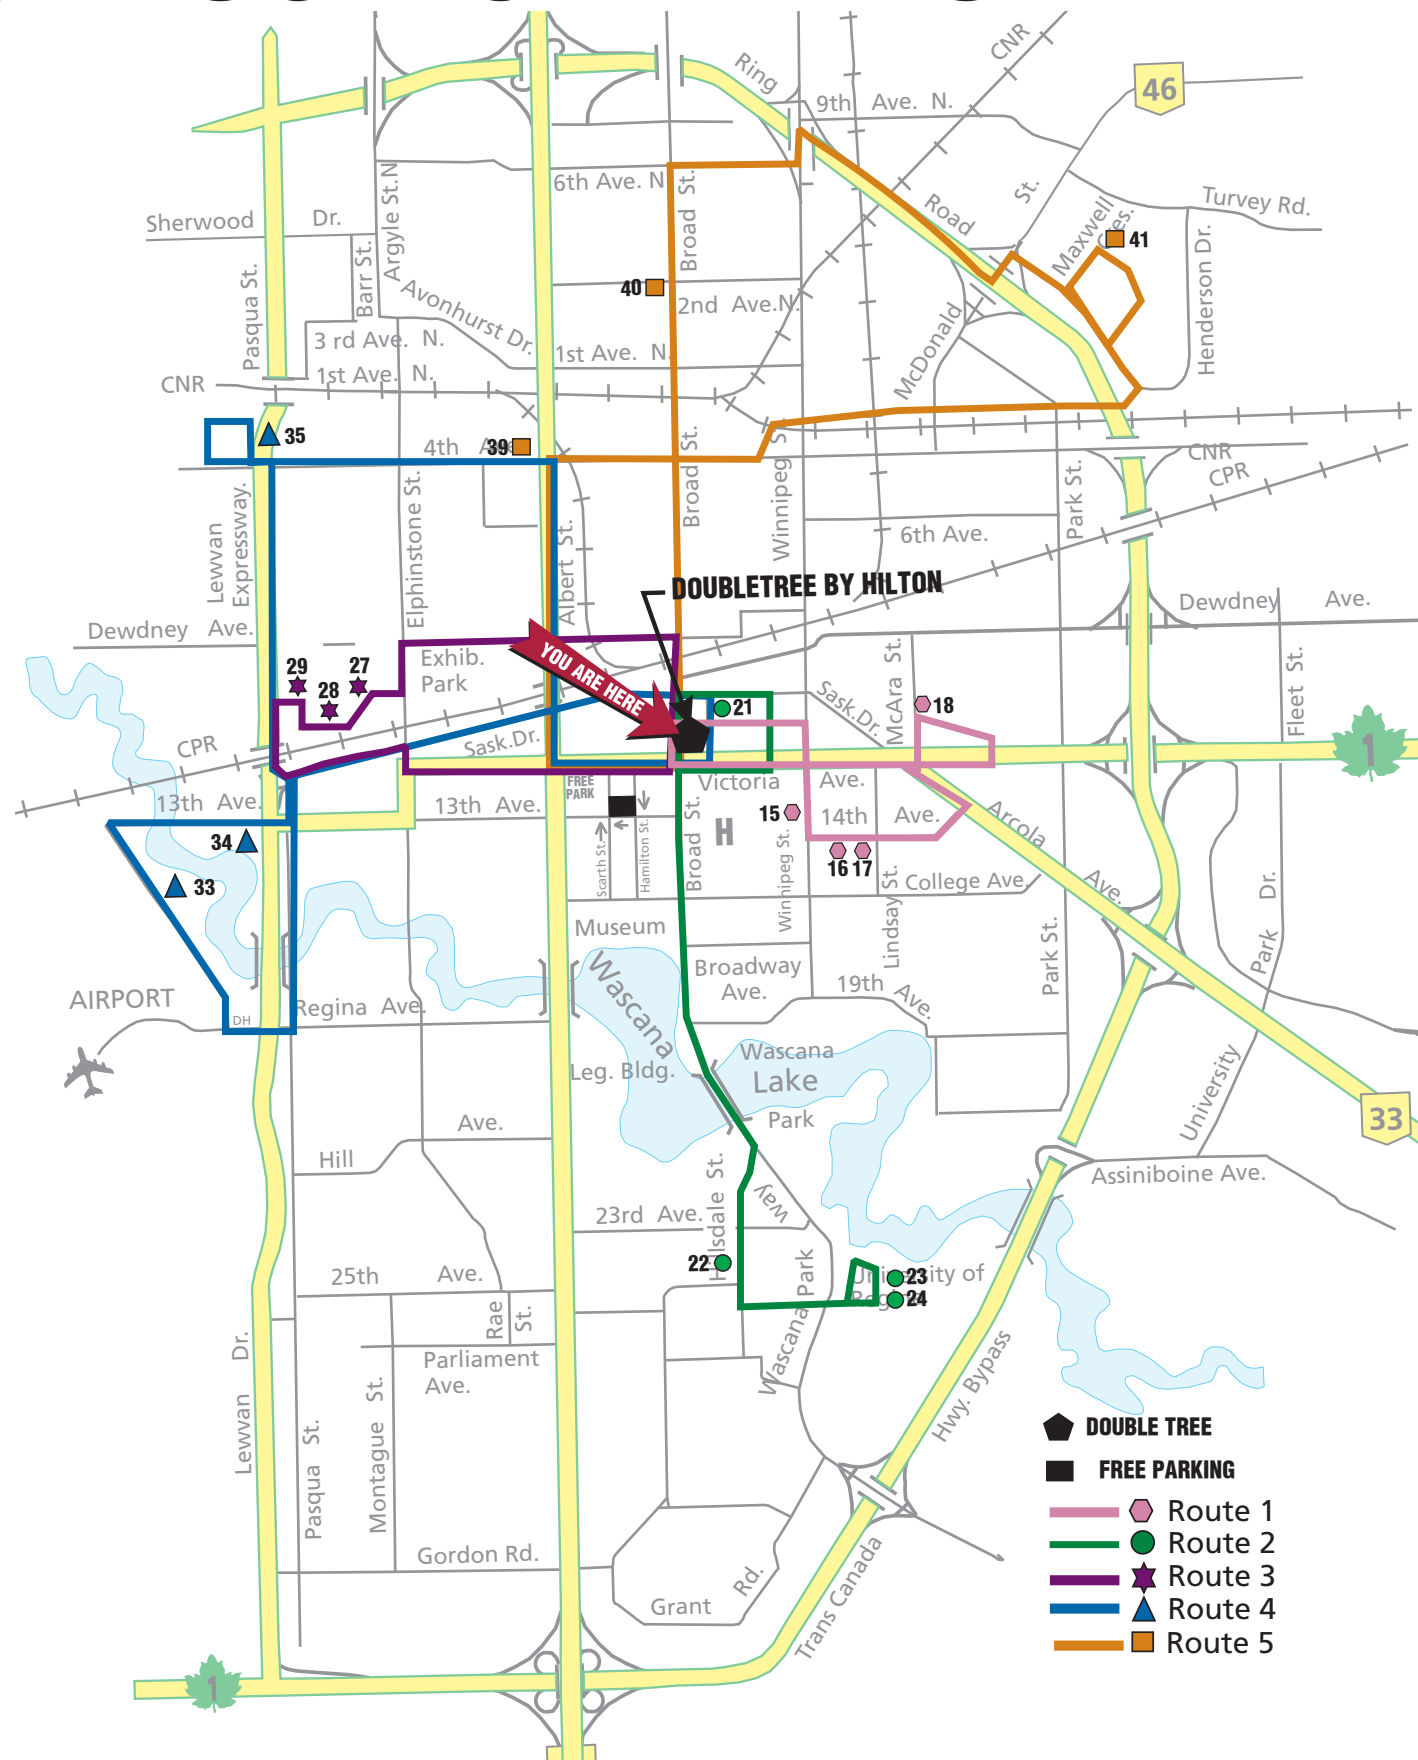 Ring
CNR
46
9th Ave. N.
6th Ave. N
Broad St.
Argyle St.N
St.
Road
Turvey Rd.
Sherwood Dr.
Maxwell
Cres.
41
Barr St.
Pasqua St.
Henderson Dr.
40
2nd Ave.N.
Avonhurst Dr.
3 rd Ave. N.
1st Ave. N.
1st Ave. N.
McDonald
CNR
35
4th Ave
39
Broad St.
Winnipeg S
CNR
CPR
Park St.
Lewvan
Expressway.
Elphinstone St.
Albert St.
6th Ave.
DOUBLETREE BY HILTON
Dewdney Ave.
Dewdney Ave.
YOU ARE HERE
Exhib.
Park
29
27
28
McAra St.
Fleet St.
Sask.Dr.
18
21
CPR
Sask.Dr.
1
13th Ave.
FREE
PARK
Victoria Ave.
13th Ave.
15
14th Ave.
Arcola
Ave.
34
Scarth St.
Hamilton St.
Broad St.
H
Winnipeg St.
16
17
33
Lindsay St.
College Ave.
Museum
Park St.
Park Dr.
Broadway
Ave.
19th Ave.
AIRPORT
DH
Regina Ave.
Wascana
Wascana
Lake
Park
Leg. Bldg.
University
33
Ave.
Hill
Assiniboine Ave.
Hillsdale St.
way
23rd Ave.
22
25th Ave.
Wascana Park
University of
Regina
23
24
Rae St.
Lewvan Dr.
Parliament
Ave.
Hwy. Bypass
Pasqua St.
Montague St.
DOUBLE TREE
FREE PARKING
Route 1
Route 2
Route 3
Route 4
Route 5
Gordon Rd.
Grant Rd.
Trans Canada
1